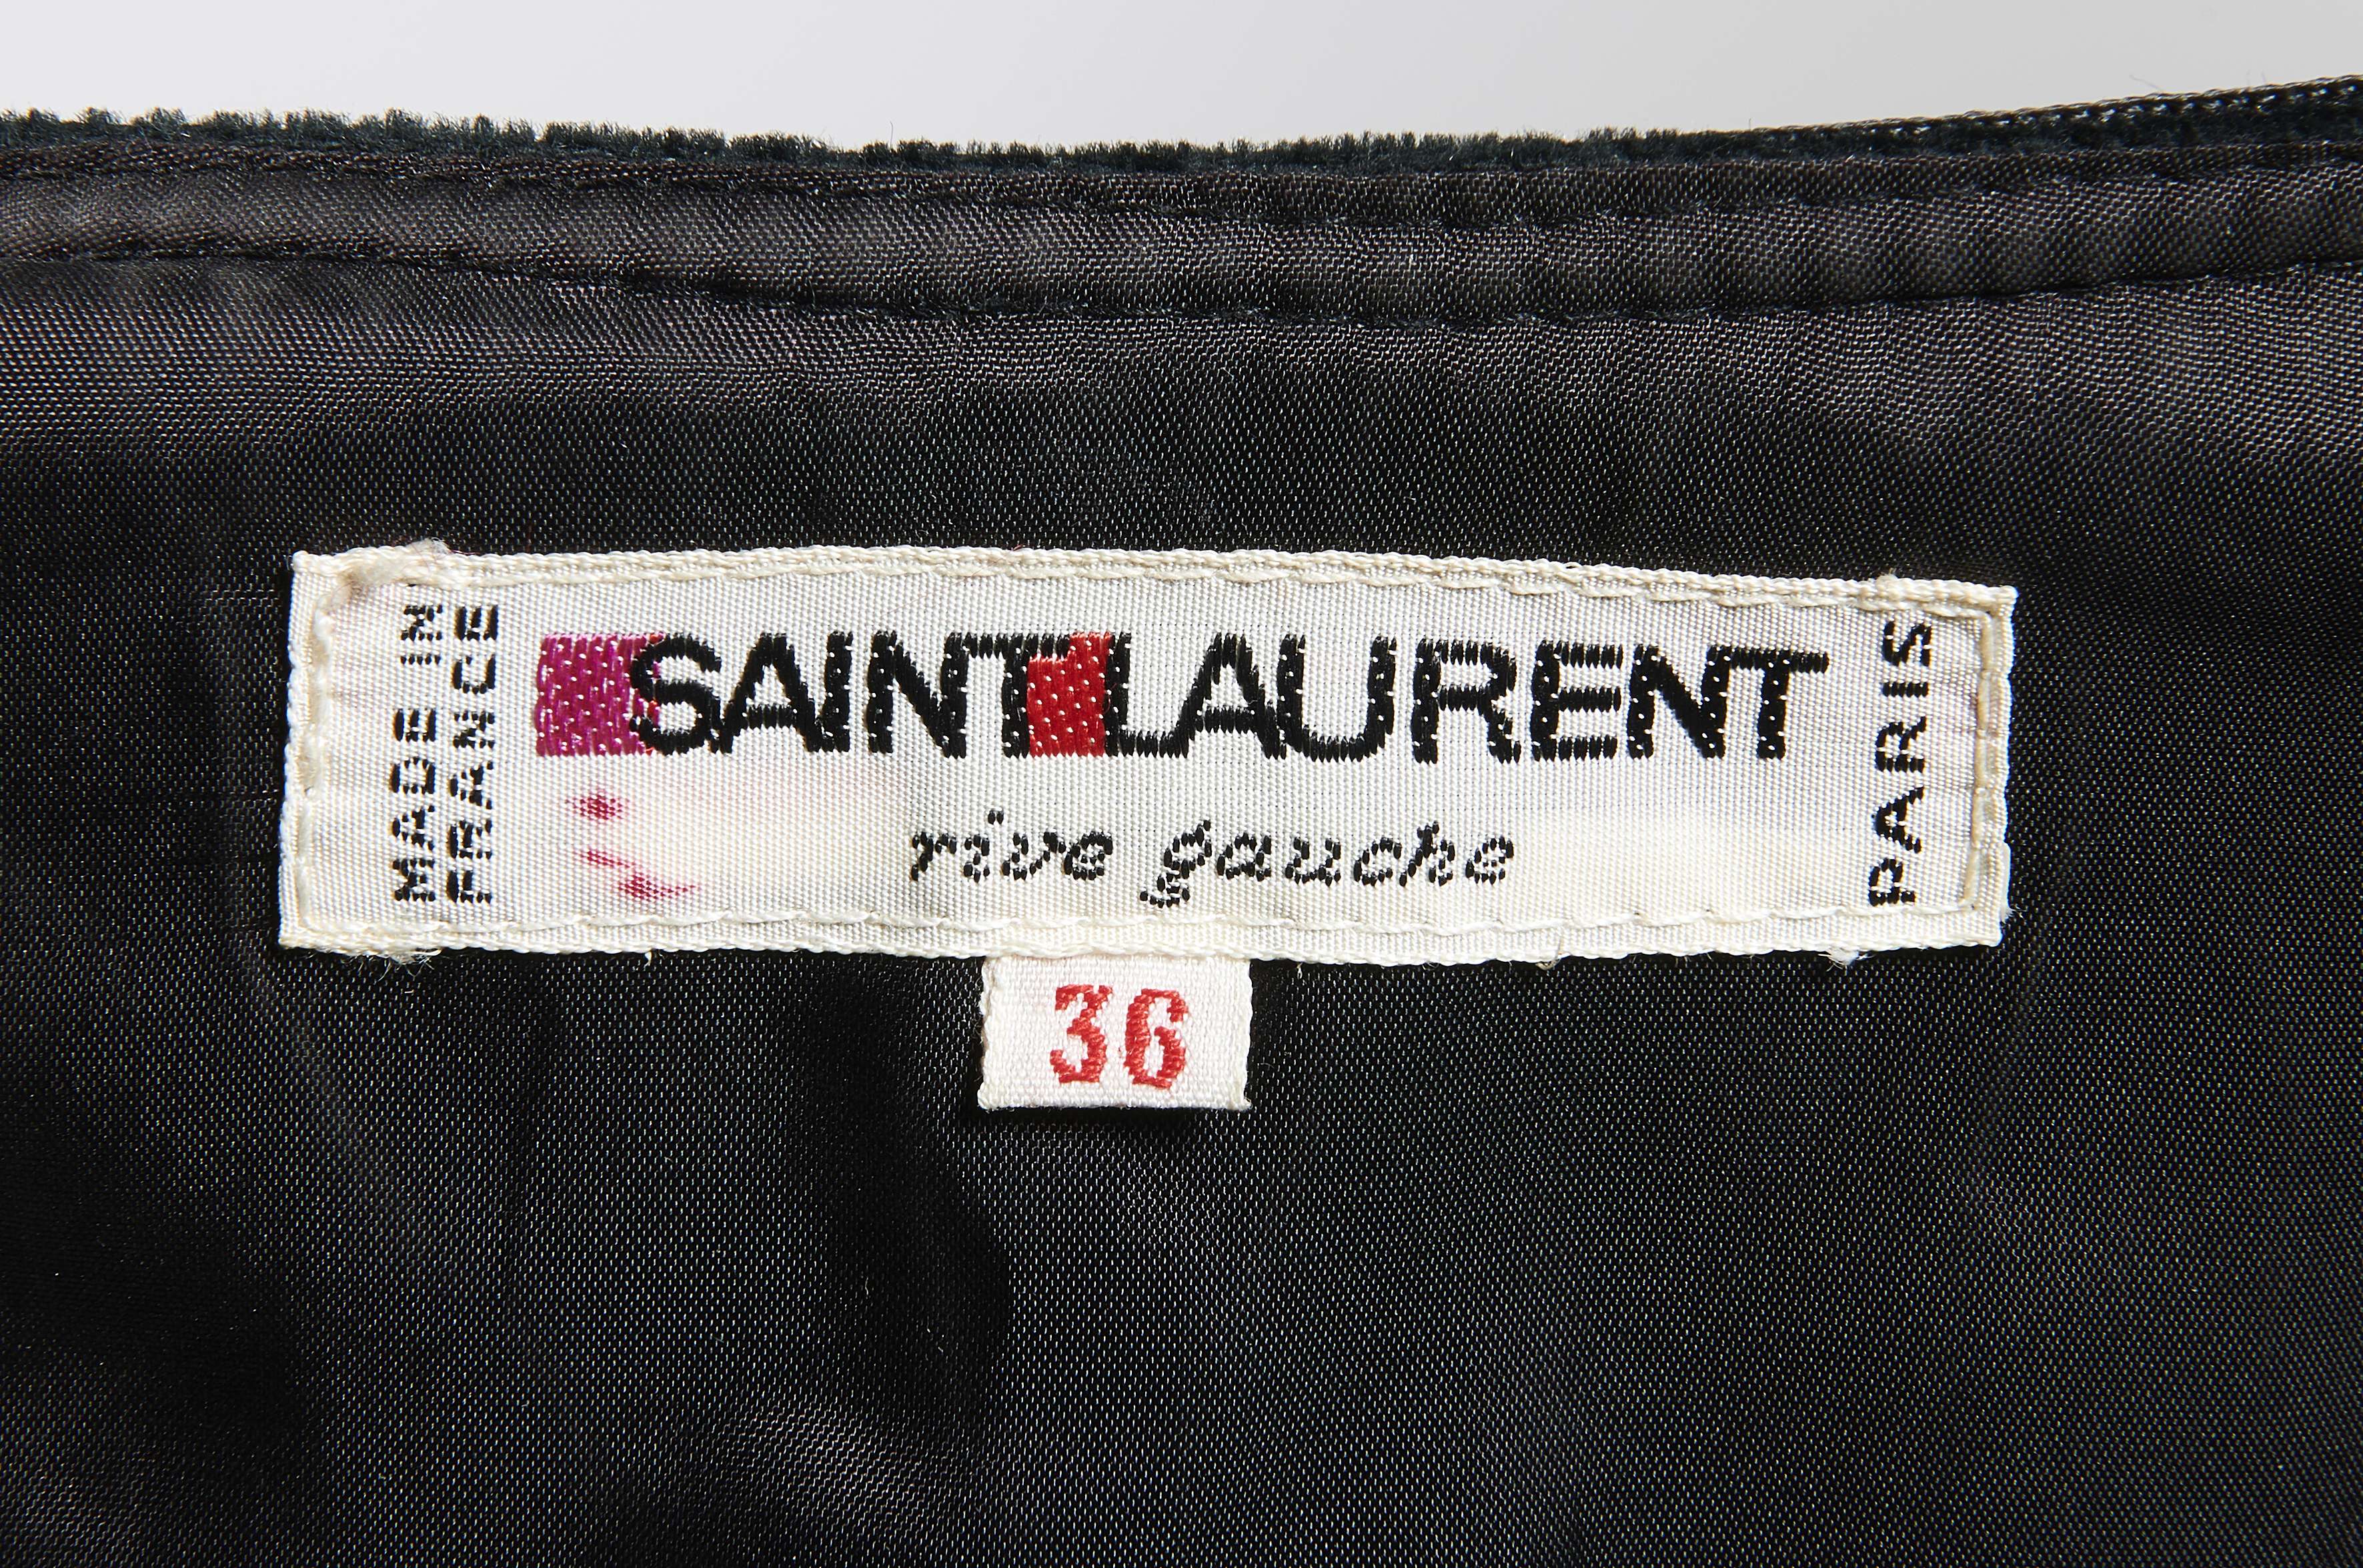 MADE IN
FRANCE
SAINT LAURENT
rive gauche
PARIS
36